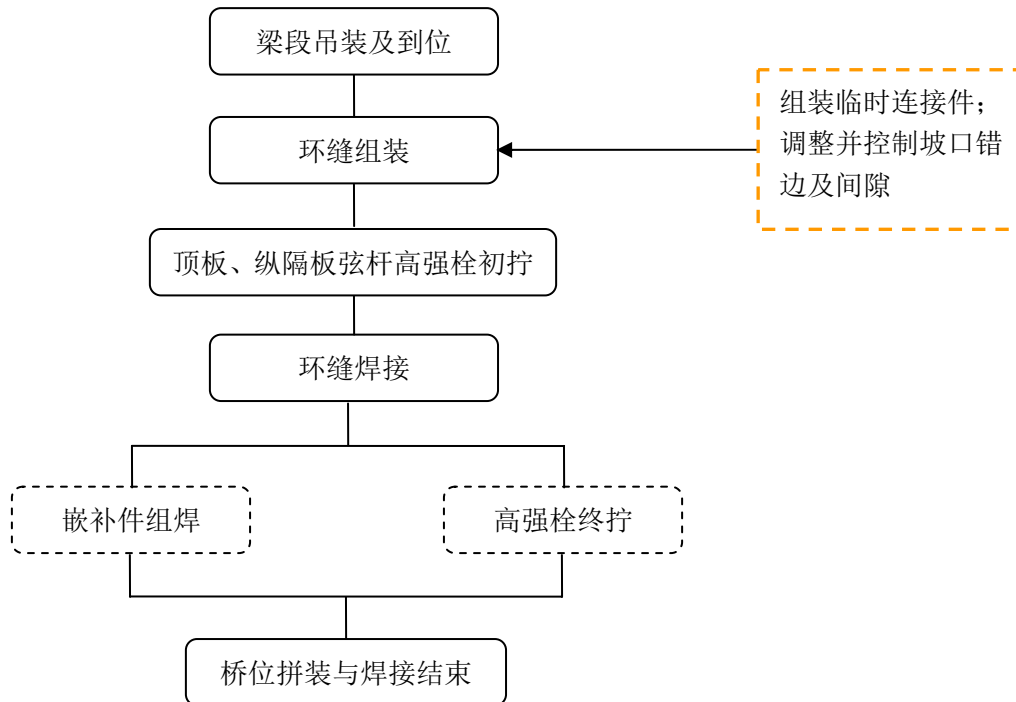 梁段吊装及到位
组装临时连接件；
调整并控制坡口错
边及间隙
环缝组装
顶板、纵隔板弦杆高强栓初拧
环缝焊接
嵌补件组焊
高强栓终拧
桥位拼装与焊接结束